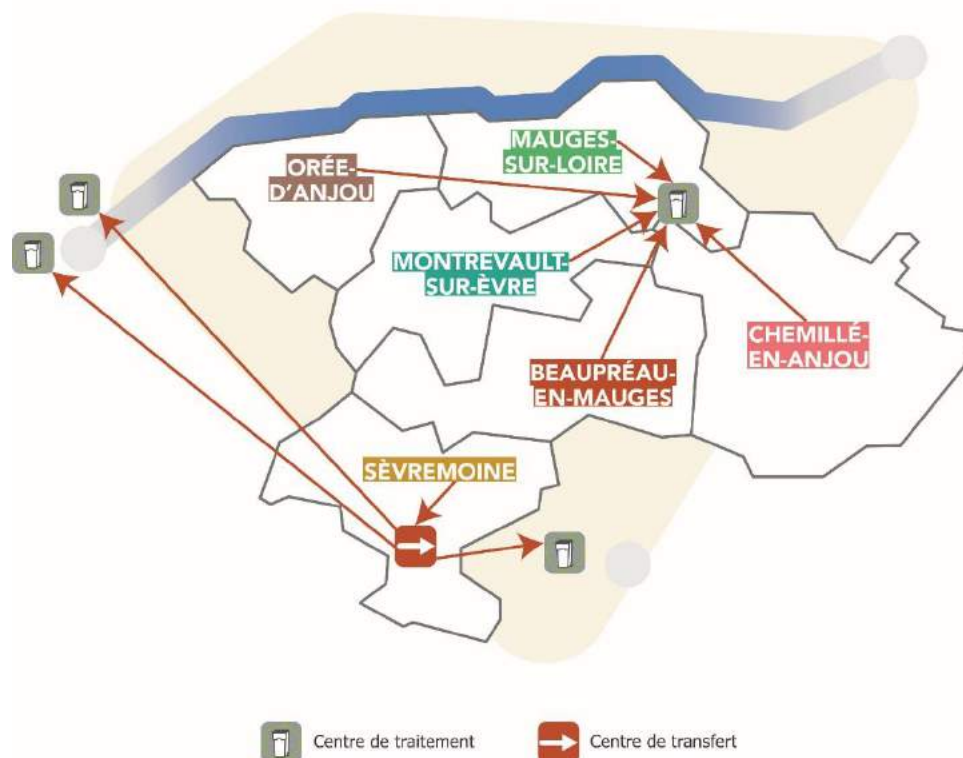 MAUGES-
SUR-LOIRE
ORÉE-
D'ANJOU
MONTREVAULT-
SUR-ÈVRE
CHEMILLÉ-
EN-ANJOU
BEAUPRÉAU-
EN-MAUGES
SÈVREMOINE
Centre de traitement
Centre de transfert